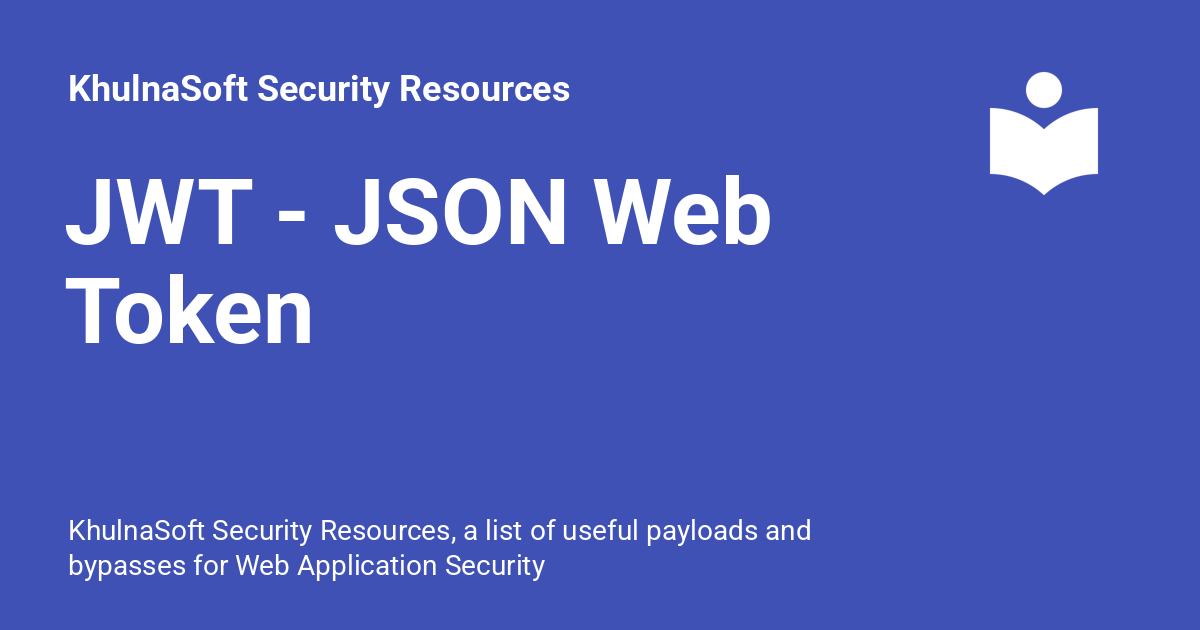 KhulnaSoft Security Resources
JWT - JSON Web
Token
KhulnaSoft Security Resources, a list of useful payloads and
bypasses for Web Application Security